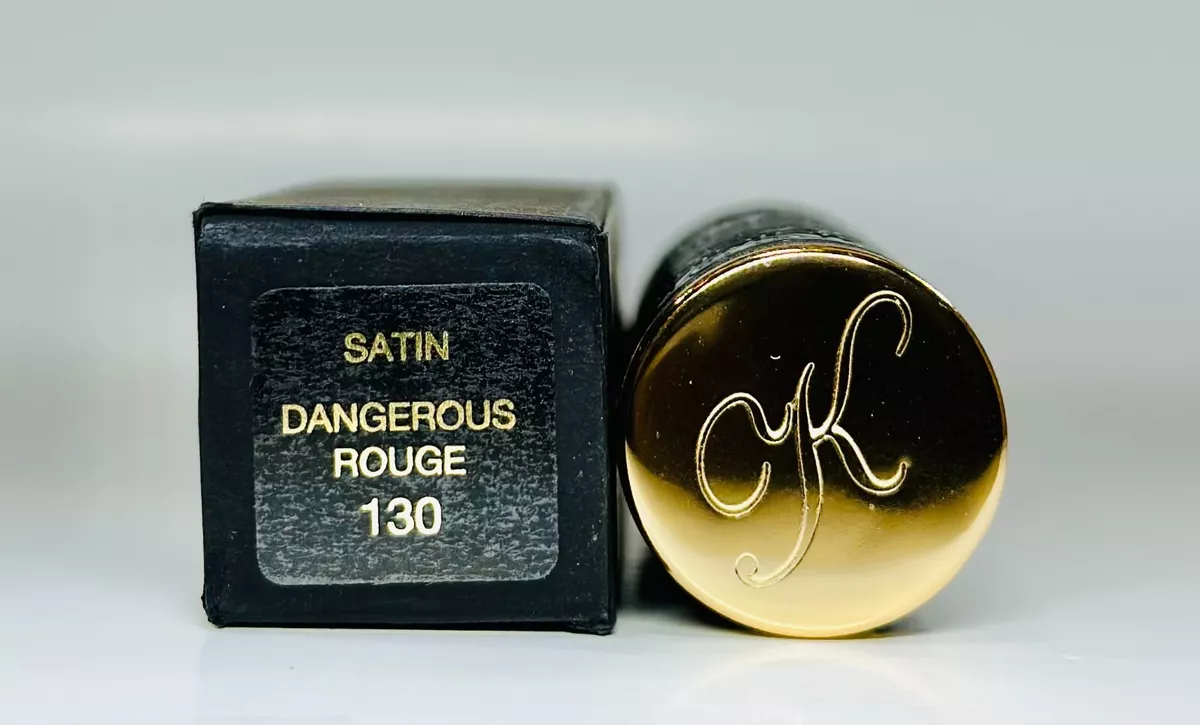 SATIN
DANGEROUS
ROUGE
130
K